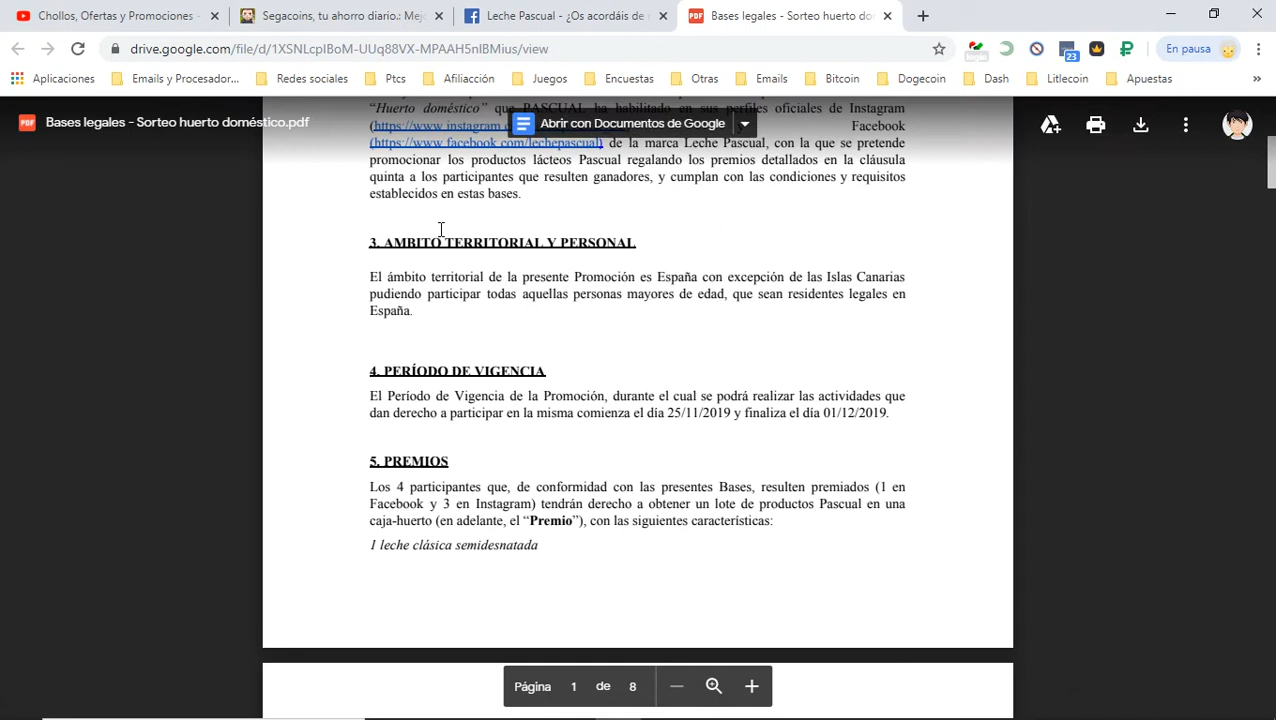 Chollos, Ofertas y Promociones -
Segacoins, tu ahorro diario.: Mej
Leche Pascual - ¿Os acordáis de
Bases legales - Sorteo huerto dom
drive.google.com/file/d/1XSNLcpIBoM-UUq88VX-MPAAH5nIBMius/view
23
En pausa
Aplicaciones
Emails y Procesador...
Redes sociales
Ptcs
Afiliacción
Juegos
Encuestas
Otras
Emails
Bitcoin
Dogecoin
Dash
Litlecoin
Apuestas
»
“Huerto doméstico” que PASCUAL ha habilitado en sus perfiles oficiales de Instagram
PDF Bases legales - Sorteo huerto doméstico.pdf
Abrir con Documentos de Google
(https://www.instagram. Facebook
(https://www.facebook.com/lechepascual) de la marca Leche Pascual, con la que se pretende
promocionar los productos lácteos Pascual regalando los premios detallados en la cláusula
quinta a los participantes que resulten ganadores, y cumplan con las condiciones y requisitos
establecidos en estas bases.
3. AMBITO TERRITORIAL Y PERSONAL
El ámbito territorial de la presente Promoción es España con excepción de las Islas Canarias
pudiendo participar todas aquellas personas mayores de edad, que sean residentes legales en
España.
4. PERÍODO DE VIGENCIA
El Período de Vigencia de la Promoción, durante el cual se podrá realizar las actividades que
dan derecho a participar en la misma comienza el día 25/11/2019 y finaliza el día 01/12/2019.
5. PREMIOS
Los 4 participantes que, de conformidad con las presentes Bases, resulten premiados (1 en
Facebook y 3 en Instagram) tendrán derecho a obtener un lote de productos Pascual en una
caja-huerto (en adelante, el “Premio”), con las siguientes características:
1 leche clásica semidesnatada
Página 1 de 8